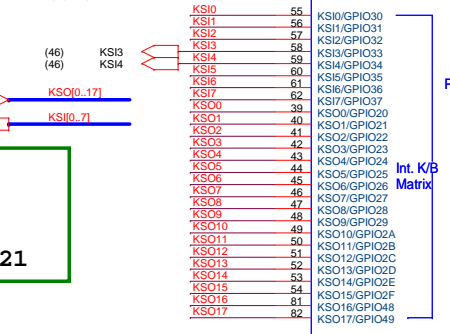 KSI0 55 KSI0/GPIO30
KSI1 56 KSI1/GPIO31
KSI2 57 KSI2/GPIO32
(46) KSI3 KSI3 58 KSI3/GPIO33
(46) KSI4 KSI4 59 KSI4/GPIO34
KSI5 60 KSI5/GPIO35
KSI6 61 KSI6/GPIO36
KSI7 62 KSI7/GPIO37
KSO[0..17] KSO0 39 KSO0/GPIO20
KSO1 40 KSO1/GPIO21
KSI[0..7] KSO2 41 KSO2/GPIO22
KSO3 42 KSO3/GPIO23
KSO4 43 KSO4/GPIO24
KSO5 44 KSO5/GPIO25 Int. K/B
KSO6 45 KSO6/GPIO26 Matrix
KSO7 46 KSO7/GPIO27
KSO8 47 KSO8/GPIO28
KSO9 48 KSO9/GPIO29
KSO10 49 KSO10/GPIO2A
KSO11 50 KSO11/GPIO2B
21 KSO12 51 KSO12/GPIO2C
KSO13 52 KSO13/GPIO2D
KSO14 53 KSO14/GPIO2E
KSO15 54 KSO15/GPIO2F
KSO16 81 KSO16/GPIO48
KSO17 82 KSO17/GPIO49